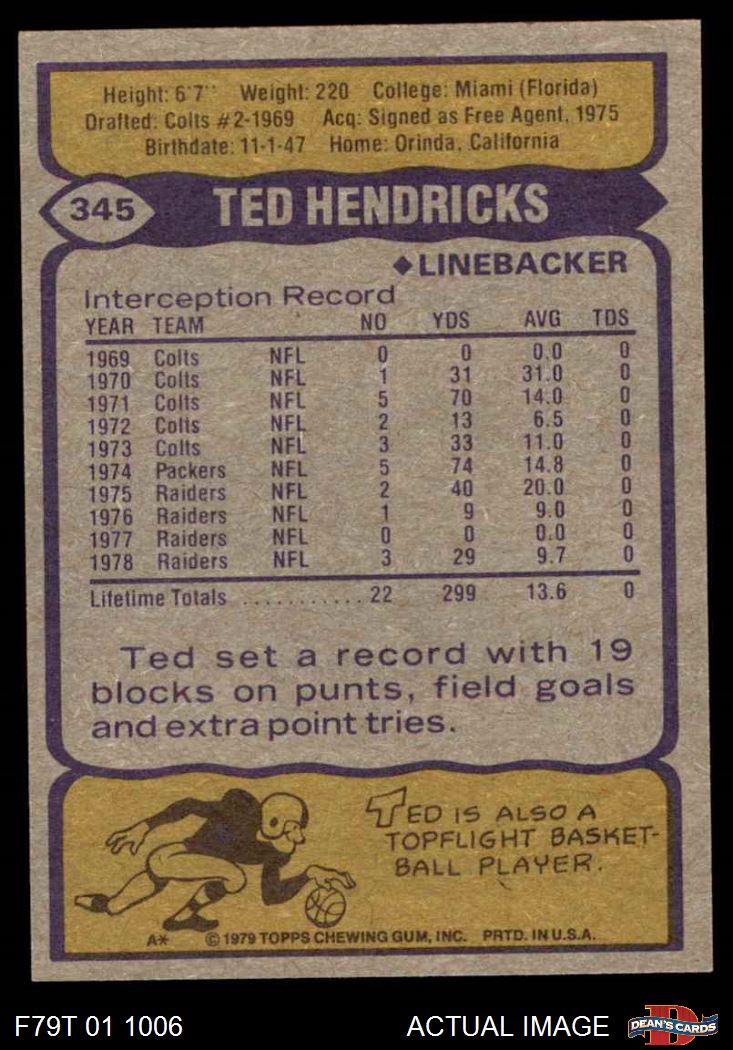 Height: 6'7" Weight: 220 College: Miami (Florida)
Drafted: Colts #2-1969 Acq: Signed as Free Agent, 1975
Birthdate: 11-1-47 Home: Orinda, California
345 TED HENDRICKS
◆LINEBACKER
Interception Record
YEAR TEAM NO YDS AVG TDS
1969 Colts NFL 0 0 0.0 0
1970 Colts NFL 1 31 31.0 0
1971 Colts NFL 5 70 14.0 0
1972 Colts NFL 2 13 6.5 0
1973 Colts NFL 3 33 11.0 0
1974 Packers NFL 5 74 14.8 0
1975 Raiders NFL 2 40 20.0 0
1976 Raiders NFL 1 9 9.0 0
1977 Raiders NFL 0 0 0.0 0
1978 Raiders NFL 3 29 9.7 0
Lifetime Totals ............ 22 299 13.6 0
Ted set a record with 19
blocks on punts, field goals
and extra point tries.
TED IS ALSO A
TOPFLIGHT BASKET-
BALL PLAYER.
A* © 1979 TOPPS CHEWING GUM, INC. PRTD. IN U.S.A.
F79T 01 1006 ACTUAL IMAGE D DEAN'S CARDS